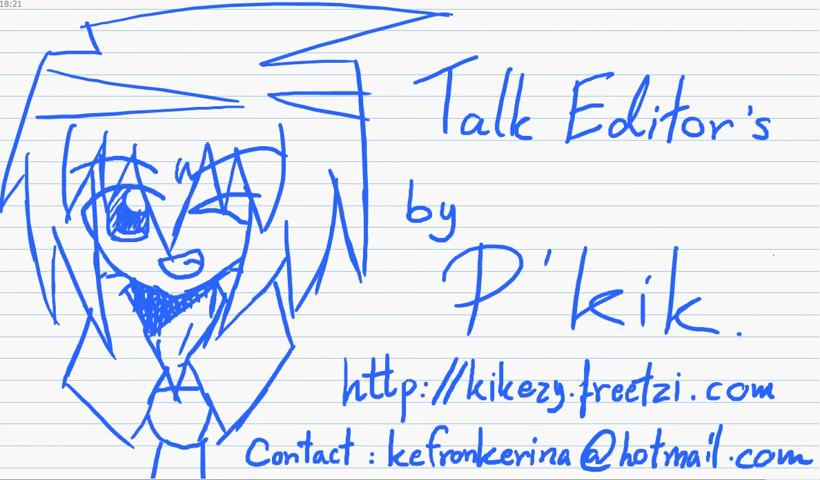 18:21
Talk Editor's
by
P'kik.
http://kikezy.freetzi.com
Contact : kefronkerina@hotmail.com